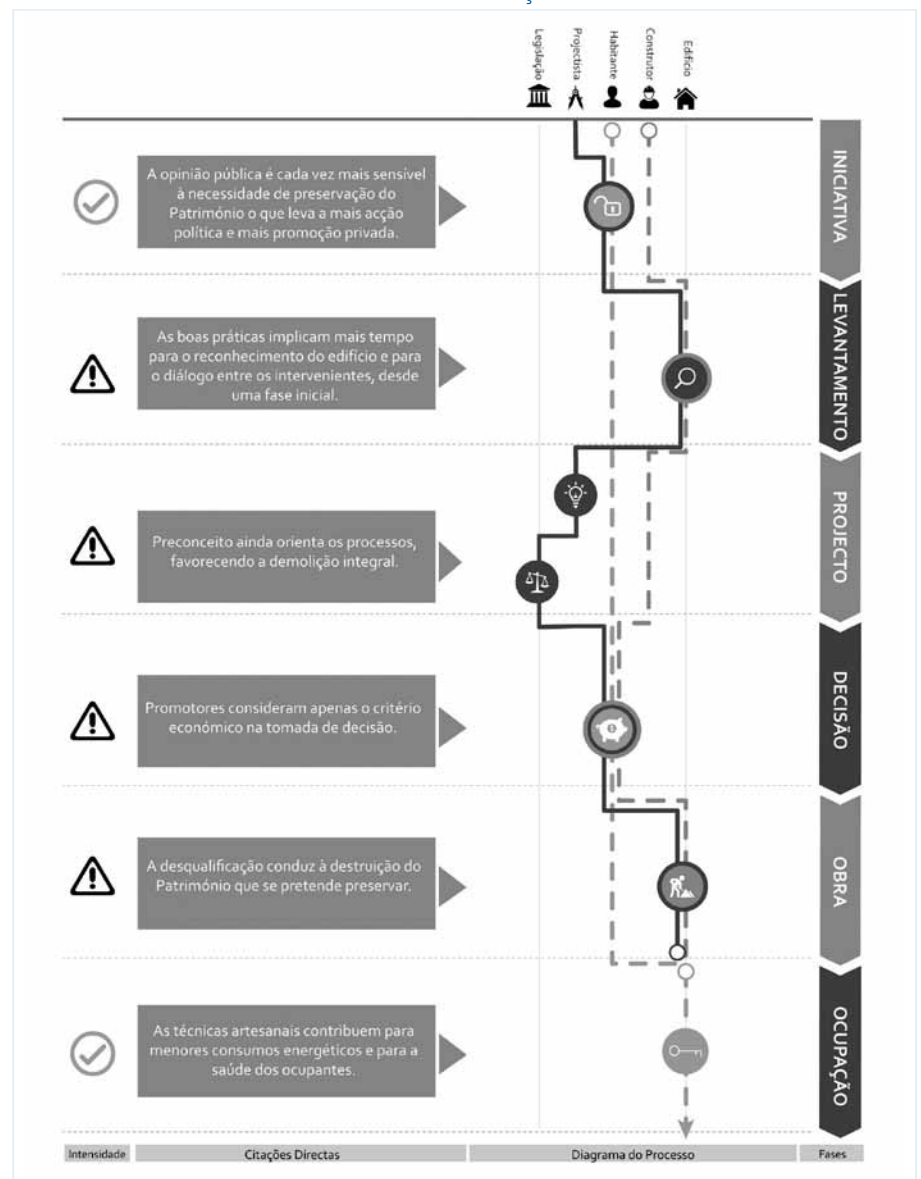 Legislação
Projectista
Habitante
Construtor
Edifício
INICIATIVA
A opinião pública é cada vez mais sensível
à necessidade de preservação do
Património o que leva a mais acção
política e mais promoção privada.
LEVANTAMENTO
As boas práticas implicam mais tempo
para o reconhecimento do edifício e para
o diálogo entre os intervenientes, desde
uma fase inicial.
PROJECTO
Preconceito ainda orienta os processos,
favorecendo a demolição integral.
DECISÃO
Promotores consideram apenas o critério
económico na tomada de decisão.
OBRA
A desqualificação conduz à destruição do
Património que se pretende preservar.
OCUPAÇÃO
As técnicas artesanais contribuem para
menores consumos energéticos e para a
saúde dos ocupantes.
Intensidade
Citações Directas
Diagrama do Processo
Fases